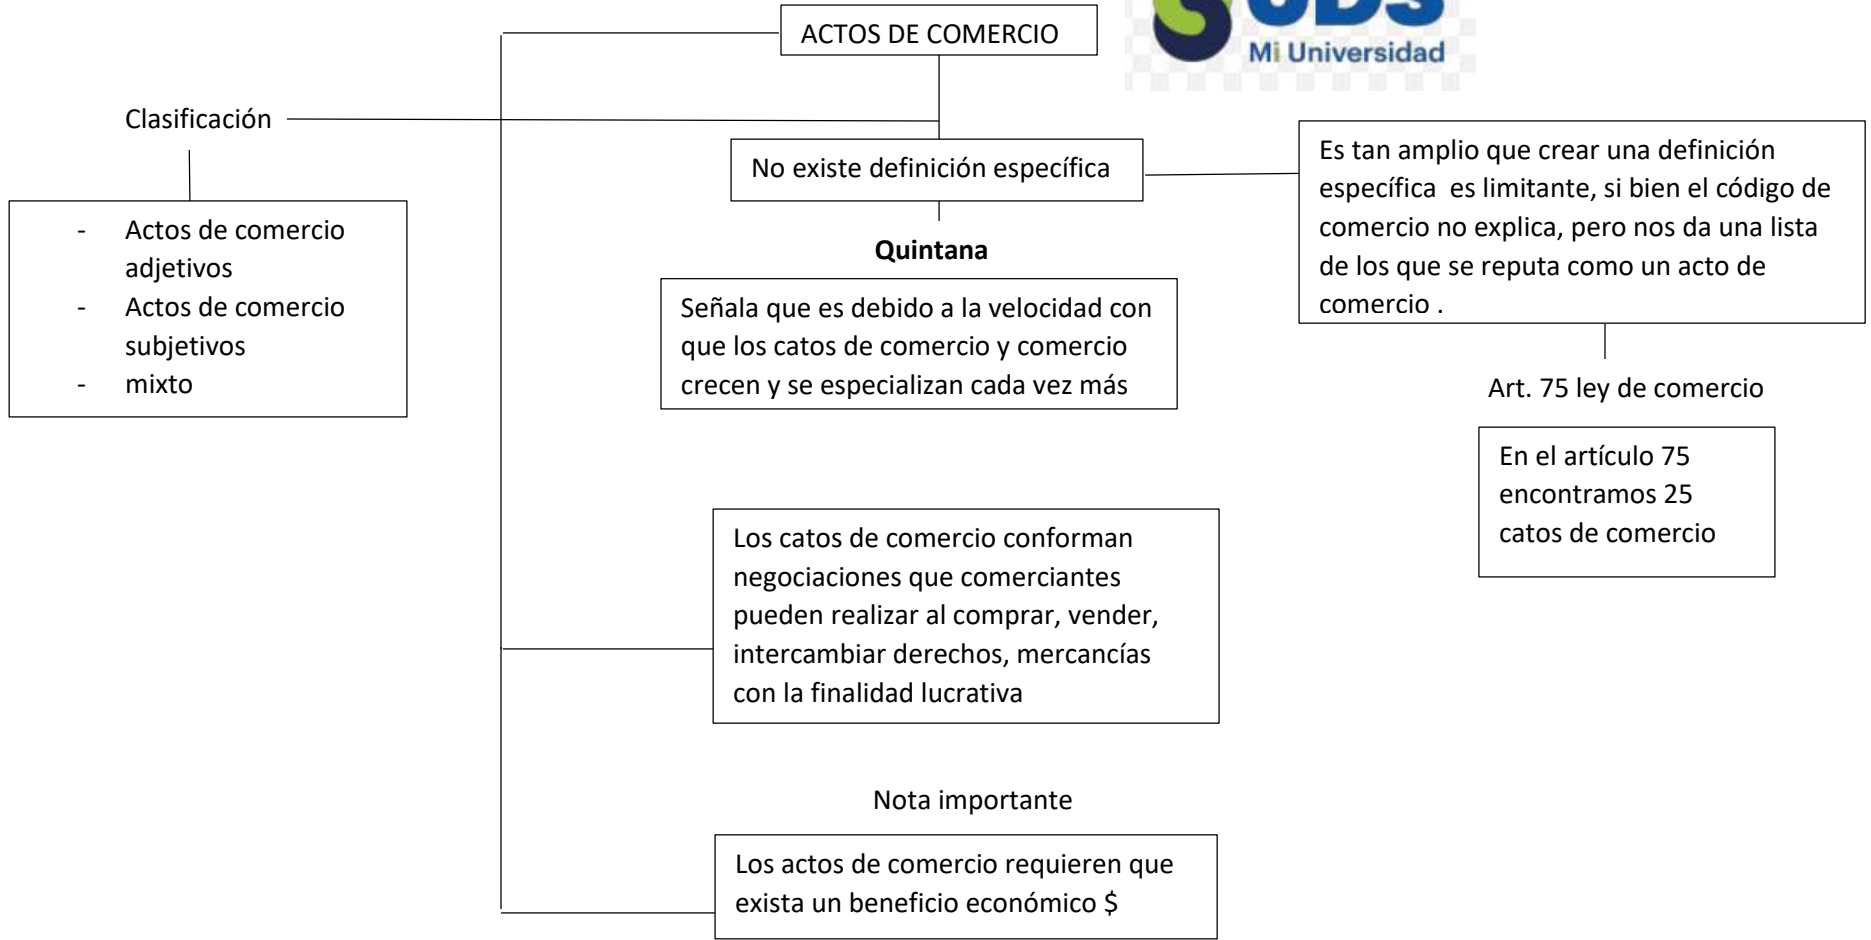 ACTOS DE COMERCIO
UDS
Mi Universidad
Clasificación
- Actos de comercio
adjetivos
- Actos de comercio
subjetivos
- mixto
No existe definición específica
Quintana
Señala que es debido a la velocidad con
que los catos de comercio y comercio
crecen y se especializan cada vez más
Es tan amplio que crear una definición
específica es limitante, si bien el código de
comercio no explica, pero nos da una lista
de los que se reputa como un acto de
comercio .
Art. 75 ley de comercio
En el artículo 75
encontramos 25
catos de comercio
Los catos de comercio conforman
negociaciones que comerciantes
pueden realizar al comprar, vender,
intercambiar derechos, mercancías
con la finalidad lucrativa
Nota importante
Los actos de comercio requieren que
exista un beneficio económico $